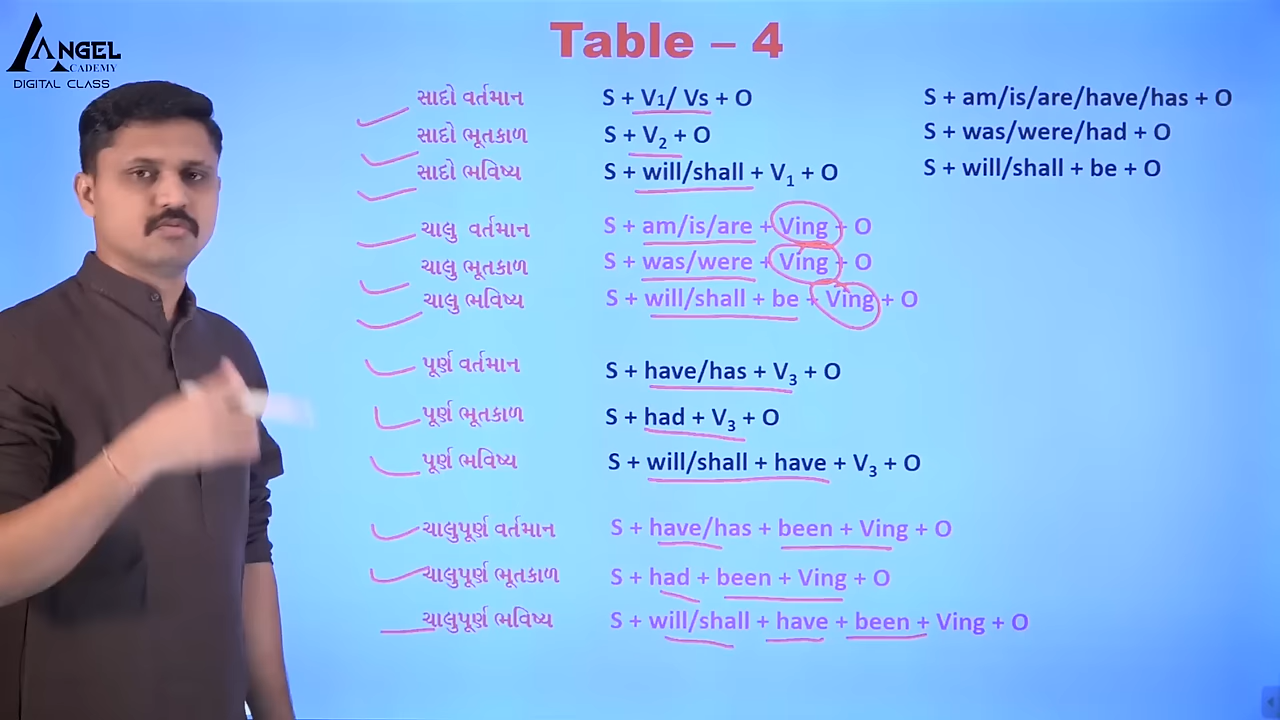 ANGEL
ACADEMY
DIGITAL CLASS
Table – 4
સાદો વર્તમાન S + V1/ Vs + O S + am/is/are/have/has + O
સાદો ભૂતકાળ S + V2 + O S + was/were/had + O
સાદો ભવિષ્ય S + will/shall + V1 + O S + will/shall + be + O
ચાલુ વર્તમાન S + am/is/are + Ving + O
ચાલુ ભૂતકાળ S + was/were + Ving + O
ચાલુ ભવિષ્ય S + will/shall + be + Ving + O
પૂર્ણ વર્તમાન S + have/has + V3 + O
પૂર્ણ ભૂતકાળ S + had + V3 + O
પૂર્ણ ભવિષ્ય S + will/shall + have + V3 + O
ચાલુપૂર્ણ વર્તમાન S + have/has + been + Ving + O
ચાલુપૂર્ણ ભૂતકાળ S + had + been + Ving + O
ચાલુપૂર્ણ ભવિષ્ય S + will/shall + have + been + Ving + O